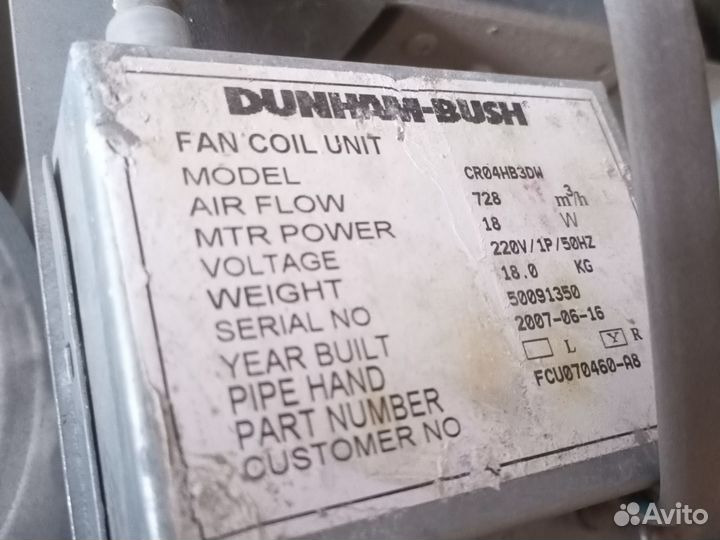 DUNHAM-BUSH
FAN COIL UNIT
MODEL CR04HB3DW
AIR FLOW 728 m³/h
MTR POWER 18 W
VOLTAGE 220V/1P/50HZ
WEIGHT 18.0 KG
SERIAL NO 50091350
YEAR BUILT 2007-06-16
PIPE HAND L Y R
PART NUMBER FCU070460-A8
CUSTOMER NO
Avito